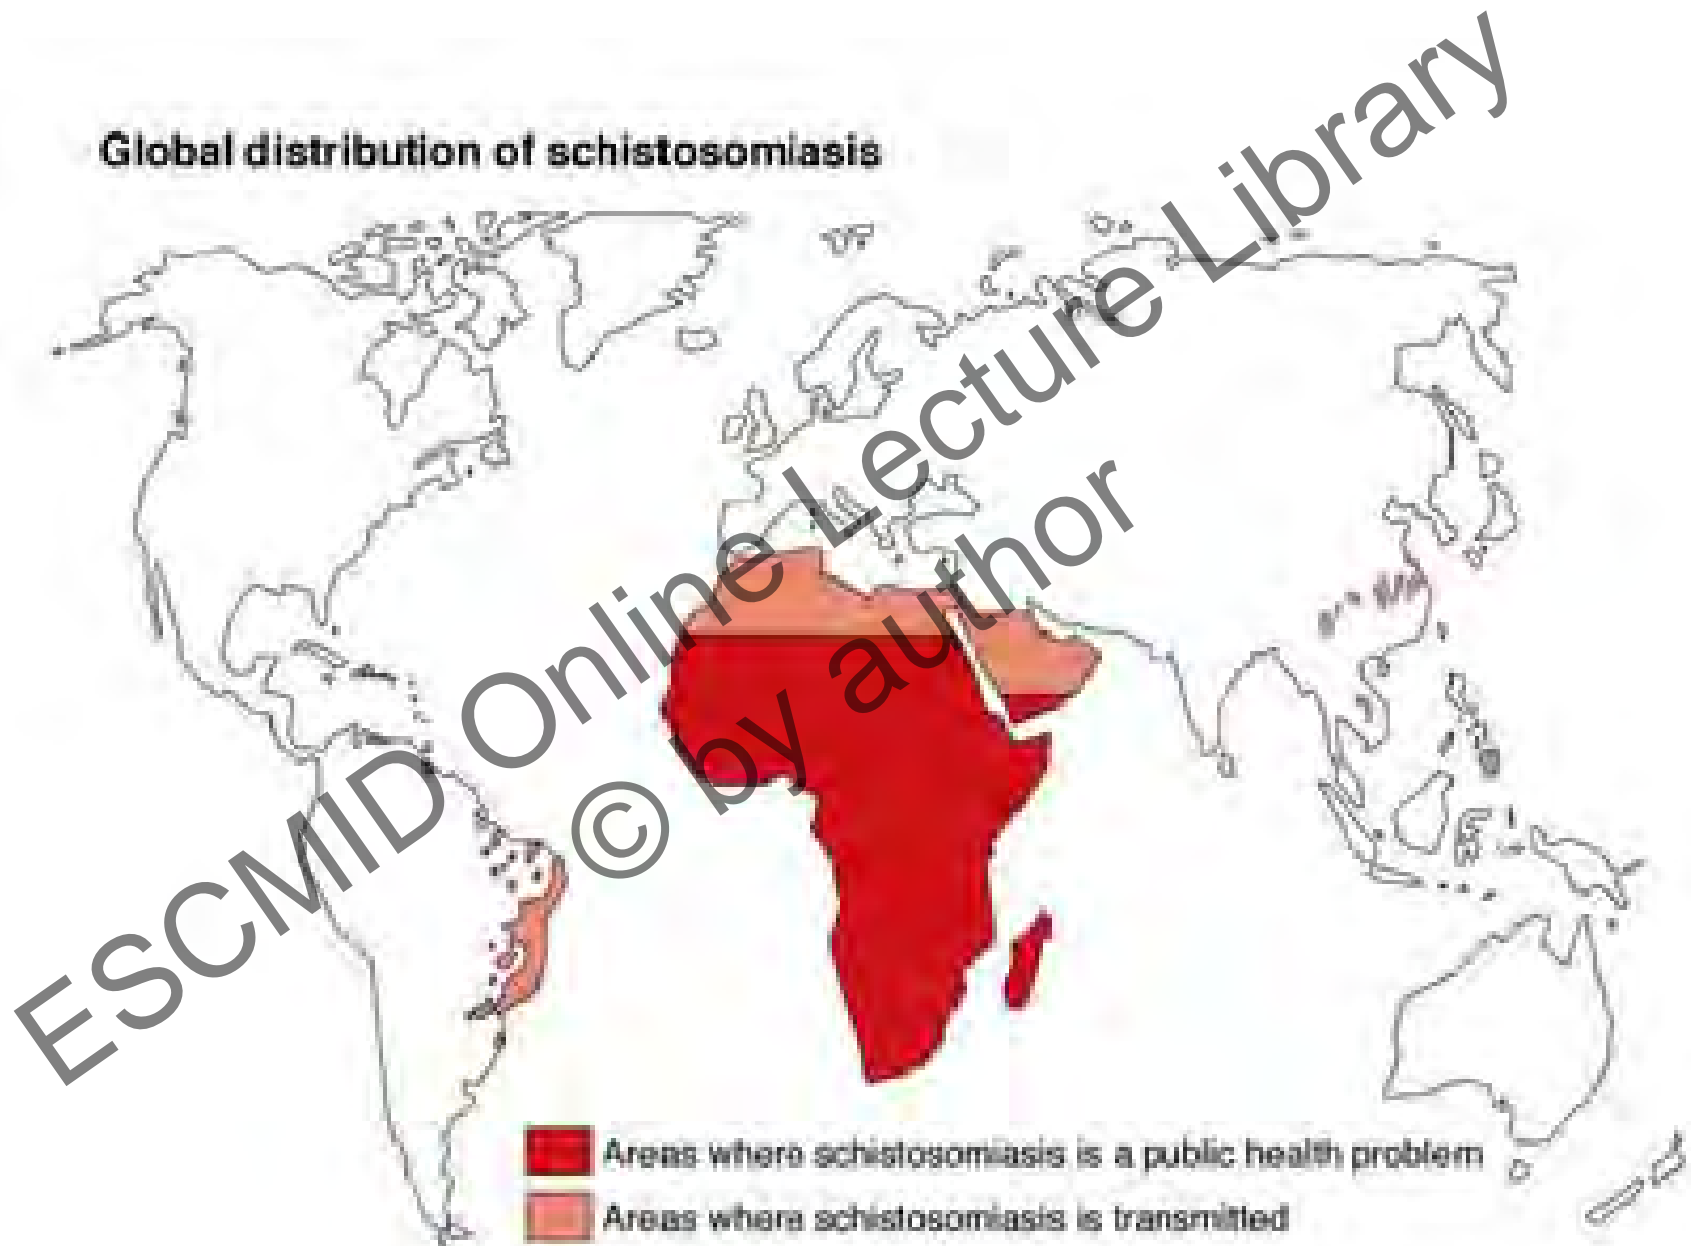 Global distribution of schistosomiasis
ESCMID Online Lecture Library
© by author
Areas where schistosomiasis is a public health problem
Areas where schistosomiasis is transmitted